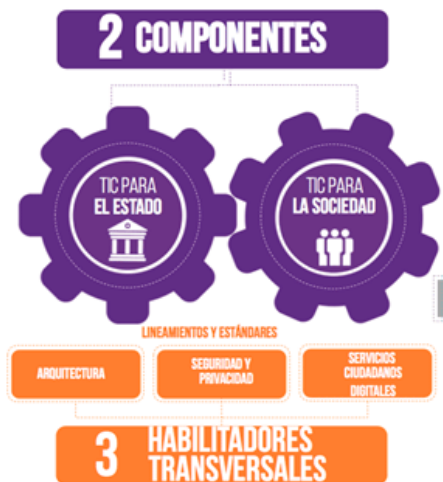 2 COMPONENTES
TIC PARA
EL ESTADO
TIC PARA
LA SOCIEDAD
LINEAMIENTOS Y ESTÁNDARES
ARQUITECTURA
SEGURIDAD Y
PRIVACIDAD
SERVICIOS
CIUDADANOS
DIGITALES
3 HABILITADORES
TRANSVERSALES